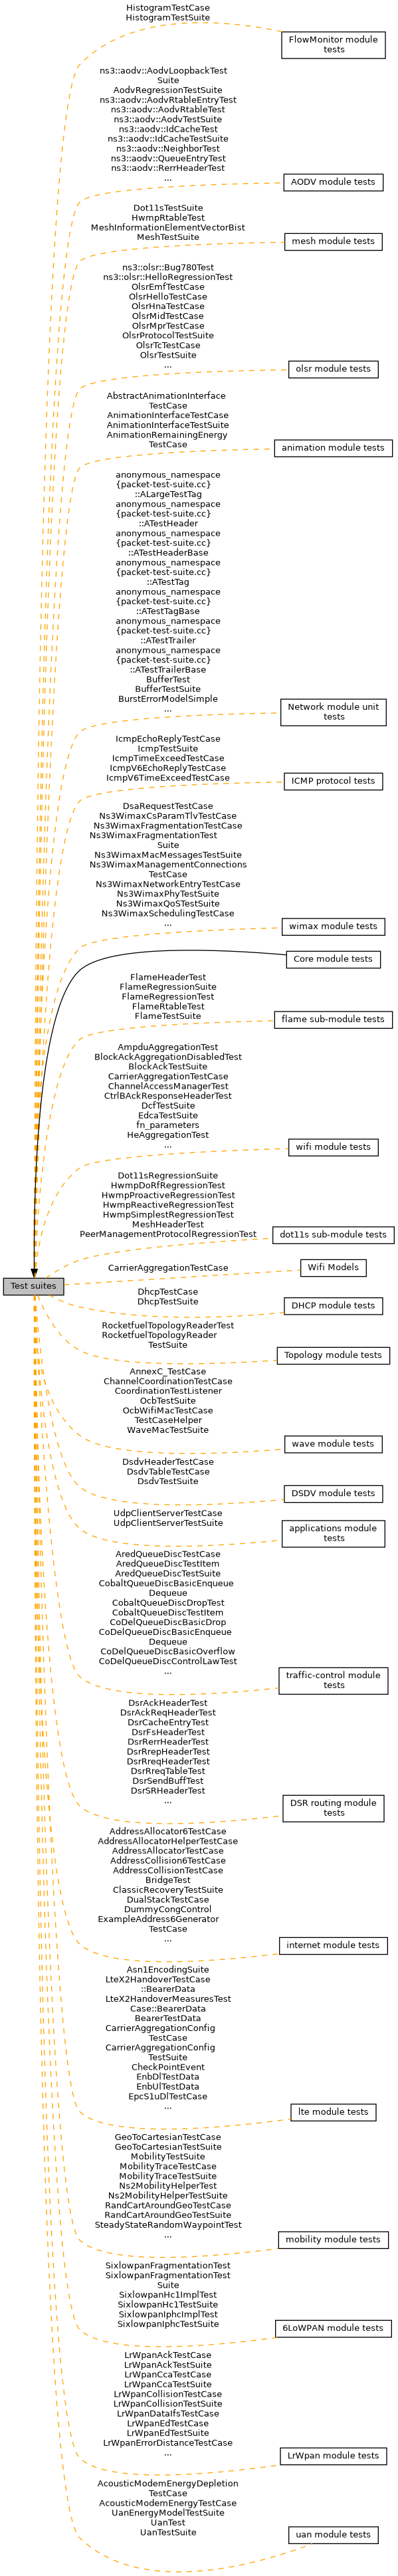 HistogramTestCase
HistogramTestSuite
FlowMonitor module
tests
ns3::aodv::AodvLoopbackTest
Suite
AodvRegressionTestSuite
ns3::aodv::AodvRtableEntryTest
ns3::aodv::AodvRtableTest
ns3::aodv::AodvTestSuite
ns3::aodv::IdCacheTest
ns3::aodv::IdCacheTestSuite
ns3::aodv::NeighborTest
ns3::aodv::QueueEntryTest
ns3::aodv::RerrHeaderTest
...
AODV module tests
Dot11sTestSuite
HwmpRtableTest
MeshInformationElementVectorBist
MeshTestSuite
mesh module tests
ns3::olsr::Bug780Test
ns3::olsr::HelloRegressionTest
OlsrEmfTestCase
OlsrHelloTestCase
OlsrHnaTestCase
OlsrMidTestCase
OlsrMprTestCase
OlsrProtocolTestSuite
OlsrTcTestCase
OlsrTestSuite
...
olsr module tests
AbstractAnimationInterface
TestCase
AnimationInterfaceTestCase
AnimationInterfaceTestSuite
AnimationRemainingEnergy
TestCase
animation module tests
anonymous_namespace
{packet-test-suite.cc}
::ALargeTestTag
anonymous_namespace
{packet-test-suite.cc}
::ATestHeader
anonymous_namespace
{packet-test-suite.cc}
::ATestHeaderBase
anonymous_namespace
{packet-test-suite.cc}
::ATestTag
anonymous_namespace
{packet-test-suite.cc}
::ATestTagBase
anonymous_namespace
{packet-test-suite.cc}
::ATestTrailer
anonymous_namespace
{packet-test-suite.cc}
::ATestTrailerBase
BufferTest
BufferTestSuite
BurstErrorModelSimple
...
Network module unit
tests
IcmpEchoReplyTestCase
IcmpTestSuite
IcmpTimeExceedTestCase
IcmpV6EchoReplyTestCase
IcmpV6TimeExceedTestCase
ICMP protocol tests
DsaRequestTestCase
Ns3WimaxCsParamTlvTestCase
Ns3WimaxFragmentationTestCase
Ns3WimaxFragmentationTest
Suite
Ns3WimaxMacMessagesTestSuite
Ns3WimaxManagementConnections
TestCase
Ns3WimaxNetworkEntryTestCase
Ns3WimaxPhyTestSuite
Ns3WimaxQoSTestSuite
Ns3WimaxSchedulingTestCase
...
wimax module tests
Core module tests
FlameHeaderTest
FlameRegressionSuite
FlameRegressionTest
FlameRtableTest
FlameTestSuite
flame sub-module tests
AmpduAggregationTest
BlockAckAggregationDisabledTest
BlockAckTestSuite
CarrierAggregationTestCase
ChannelAccessManagerTest
CtrlBAckResponseHeaderTest
DcfTestSuite
EdcaTestSuite
fn_parameters
HeAggregationTest
...
wifi module tests
Dot11sRegressionSuite
HwmpDoRfRegressionTest
HwmpProactiveRegressionTest
HwmpReactiveRegressionTest
HwmpSimplestRegressionTest
MeshHeaderTest
PeerManagementProtocolRegressionTest
dot11s sub-module tests
CarrierAggregationTestCase
Wifi Models
Test suites
DhcpTestCase
DhcpTestSuite
DHCP module tests
RocketfuelTopologyReaderTest
RocketfuelTopologyReader
TestSuite
Topology module tests
AnnexC_TestCase
ChannelCoordinationTestCase
CoordinationTestListener
OcbTestSuite
OcbWifiMacTestCase
TestCaseHelper
WaveMacTestSuite
wave module tests
DsdvHeaderTestCase
DsdvTableTestCase
DsdvTestSuite
DSDV module tests
UdpClientServerTestCase
UdpClientServerTestSuite
applications module
tests
AredQueueDiscTestCase
AredQueueDiscTestItem
AredQueueDiscTestSuite
CobaltQueueDiscBasicEnqueue
Dequeue
CobaltQueueDiscDropTest
CobaltQueueDiscTestItem
CoDelQueueDiscBasicDrop
CoDelQueueDiscBasicEnqueue
Dequeue
CoDelQueueDiscBasicOverflow
CoDelQueueDiscControlLawTest
...
traffic-control module
tests
DsrAckHeaderTest
DsrAckReqHeaderTest
DsrCacheEntryTest
DsrFsHeaderTest
DsrRerrHeaderTest
DsrRrepHeaderTest
DsrRreqHeaderTest
DsrRreqTableTest
DsrSendBuffTest
DsrSRHeaderTest
...
DSR routing module
tests
AddressAllocator6TestCase
AddressAllocatorHelperTestCase
AddressAllocatorTestCase
AddressCollision6TestCase
AddressCollisionTestCase
BridgeTest
ClassicRecoveryTestSuite
DualStackTestCase
DummyCongControl
ExampleAddress6Generator
TestCase
...
internet module tests
Asn1EncodingSuite
LteX2HandoverTestCase
::BearerData
LteX2HandoverMeasuresTest
Case::BearerData
BearerTestData
CarrierAggregationConfig
TestCase
CarrierAggregationConfig
TestSuite
CheckPointEvent
EnbDlTestData
EnbUlTestData
EpcS1uDlTestCase
...
lte module tests
GeoToCartesianTestCase
GeoToCartesianTestSuite
MobilityTestSuite
MobilityTraceTestCase
MobilityTraceTestSuite
Ns2MobilityHelperTest
Ns2MobilityHelperTestSuite
RandCartAroundGeoTestCase
RandCartAroundGeoTestSuite
SteadyStateRandomWaypointTest
...
mobility module tests
SixlowpanFragmentationTest
SixlowpanFragmentationTest
Suite
SixlowpanHc1ImplTest
SixlowpanHc1TestSuite
SixlowpanIphcImplTest
SixlowpanIphcTestSuite
6LoWPAN module tests
LrWpanAckTestCase
LrWpanAckTestSuite
LrWpanCcaTestCase
LrWpanCcaTestSuite
LrWpanCollisionTestCase
LrWpanCollisionTestSuite
LrWpanDataIfsTestCase
LrWpanEdTestCase
LrWpanEdTestSuite
LrWpanErrorDistanceTestCase
...
LrWpan module tests
AcousticModemEnergyDepletion
TestCase
AcousticModemEnergyTestCase
UanEnergyModelTestSuite
UanTest
UanTestSuite
uan module tests